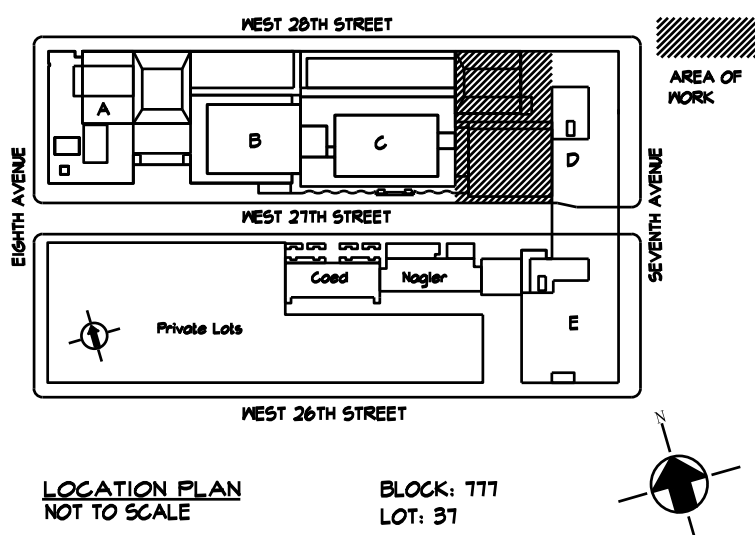 WEST 28TH STREET
AREA OF
WORK
A
B
C
D
EIGHTH AVENUE
SEVENTH AVENUE
WEST 27TH STREET
Coed
Nagler
Private Lots
E
WEST 26TH STREET
N
LOCATION PLAN
NOT TO SCALE
BLOCK: 777
LOT: 37